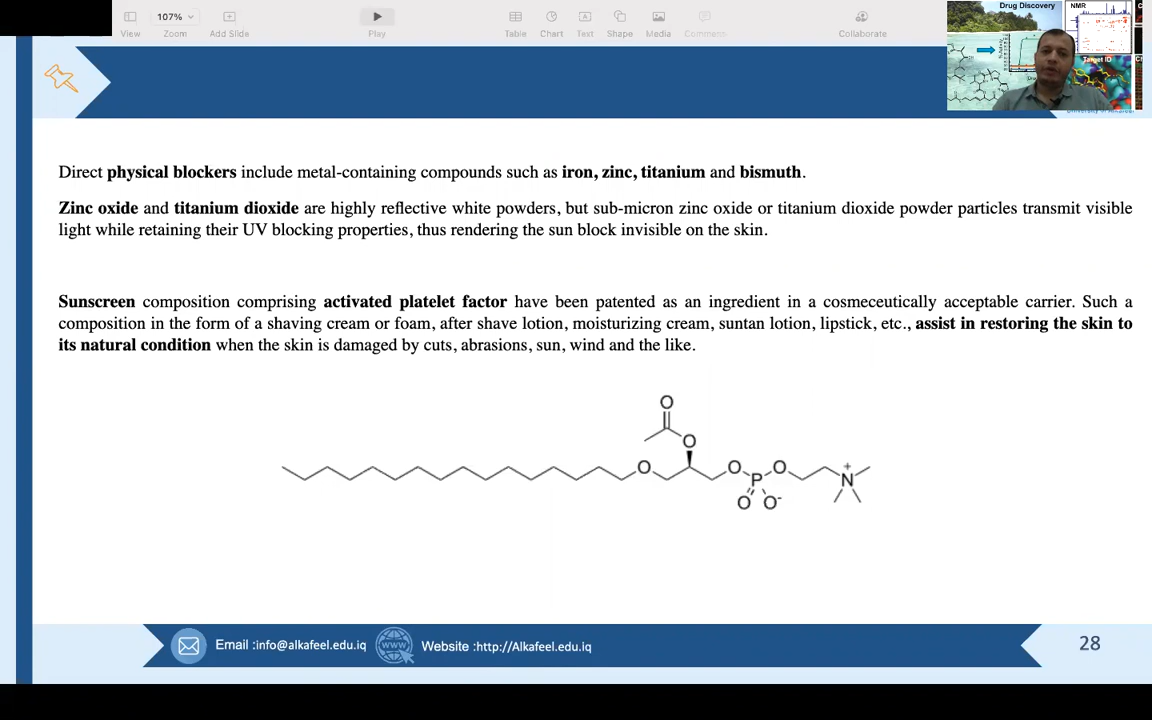 107%
View
Zoom
Add Slide
Play
Table
Chart
Text
Shape
Media
Comment
Collaborate
Drug Discovery
NMR
Target ID
Direct physical blockers include metal-containing compounds such as iron, zinc, titanium and bismuth.
Zinc oxide and titanium dioxide are highly reflective white powders, but sub-micron zinc oxide or titanium dioxide powder particles transmit visible
light while retaining their UV blocking properties, thus rendering the sun block invisible on the skin.
Sunscreen composition comprising activated platelet factor have been patented as an ingredient in a cosmeceutically acceptable carrier. Such a
composition in the form of a shaving cream or foam, after shave lotion, moisturizing cream, suntan lotion, lipstick, etc., assist in restoring the skin to
its natural condition when the skin is damaged by cuts, abrasions, sun, wind and the like.
O
O
O O P O N+
O O-
Email :info@alkafeel.edu.iq
WWW
Website :http://Alkafeel.edu.iq
28